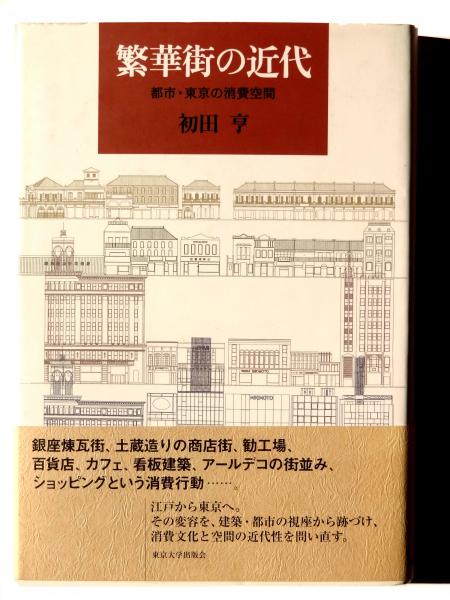 繁華街の近代
都市・東京の消費空間
初田 亨
MIKIMOTO
銀座煉瓦街、土蔵造りの商店街、勧工場、
百貨店、カフェ、看板建築、アールデコの街並み、
ショッピングという消費行動……。
江戸から東京へ。
その変容を、建築・都市の視座から跡づけ、
消費文化と空間の近代性を問い直す。
東京大学出版会